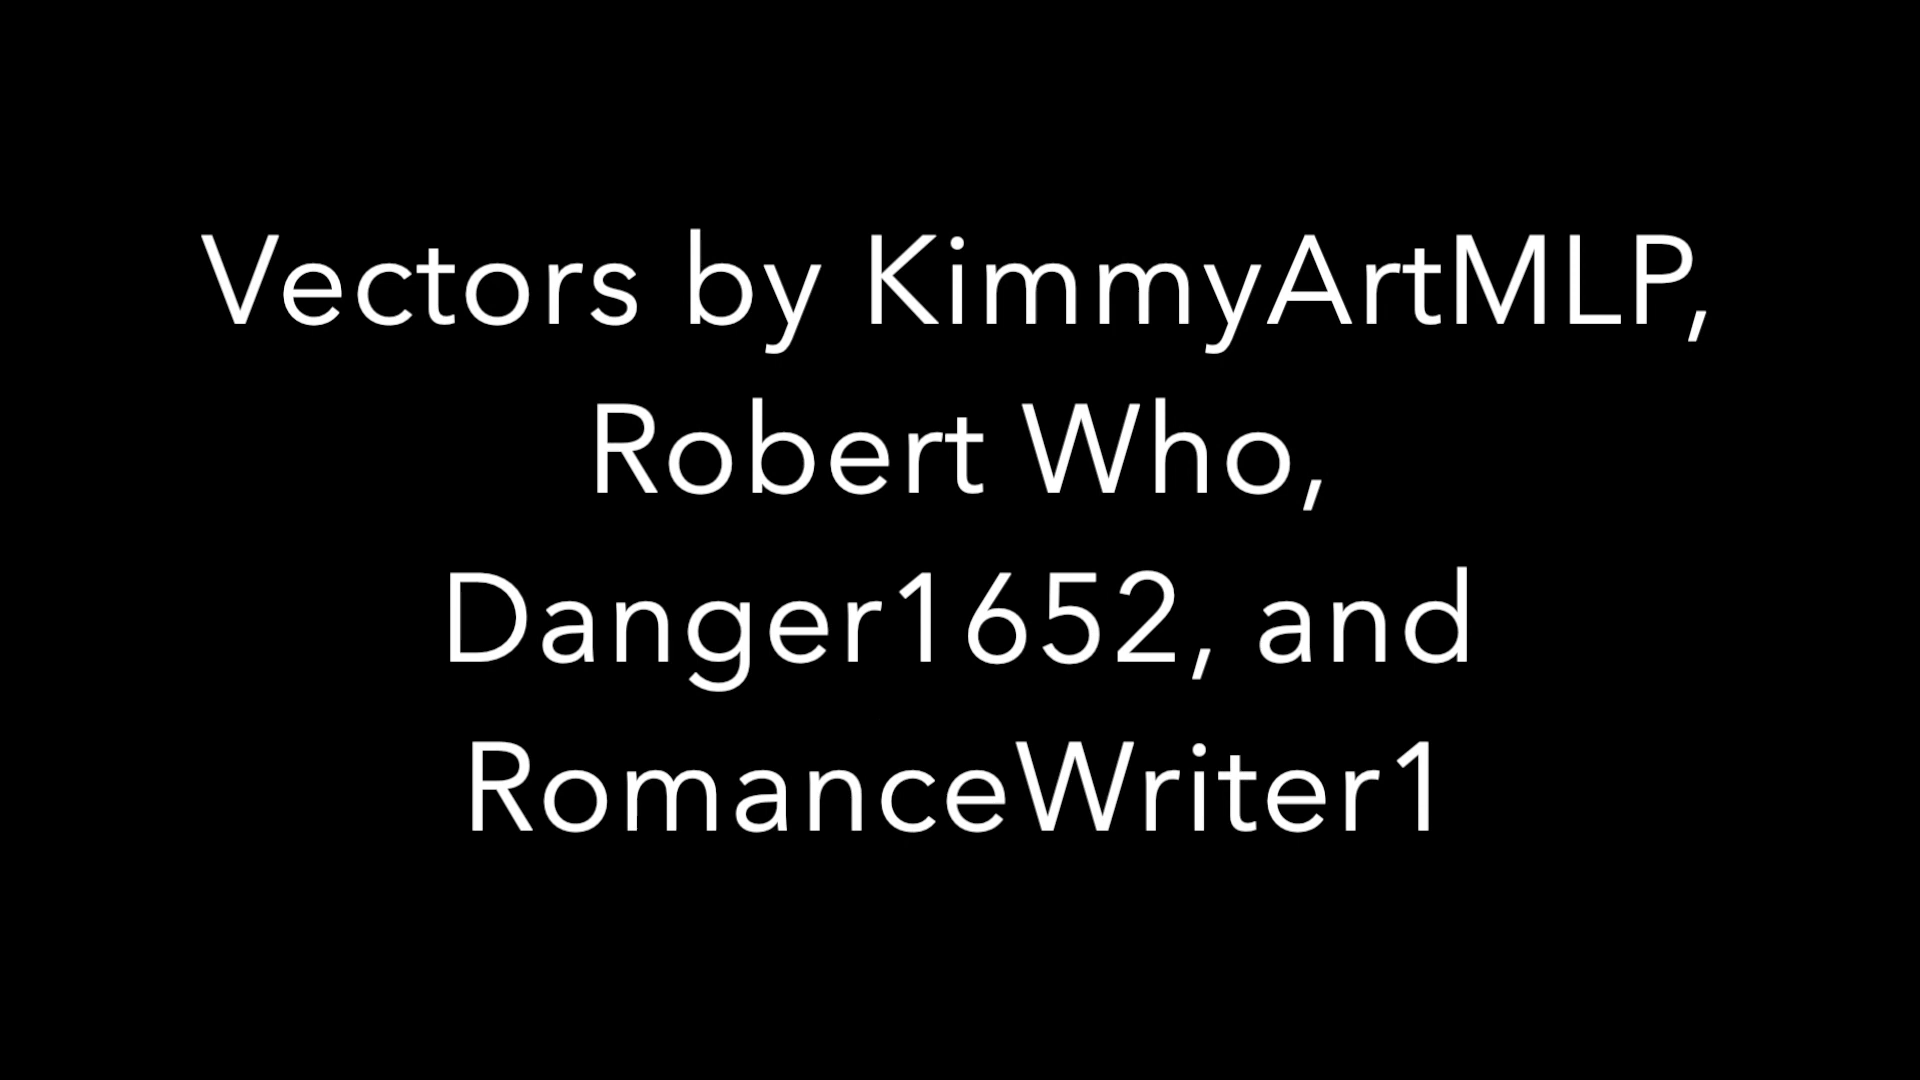 Vectors by KimmyArtMLP,
Robert Who,
Danger1652, and
RomanceWriter1